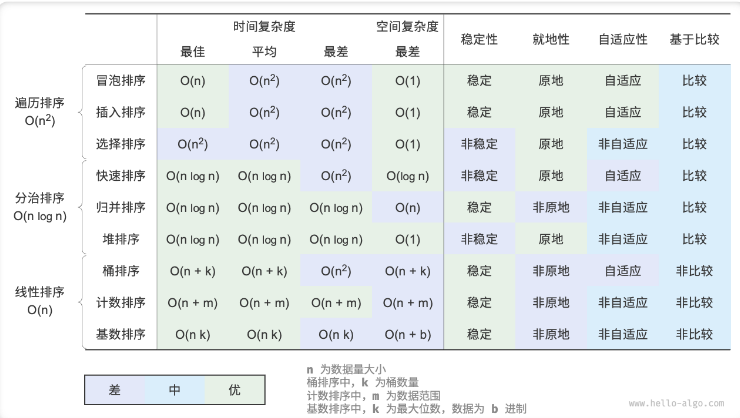 时间复杂度 空间复杂度 稳定性 就地性 自适应性 基于比较
最佳 平均 最差 最差
遍历排序
O(n²)
冒泡排序 O(n) O(n²) O(n²) O(1) 稳定 原地 自适应 比较
插入排序 O(n) O(n²) O(n²) O(1) 稳定 原地 自适应 比较
选择排序 O(n²) O(n²) O(n²) O(1) 非稳定 原地 非自适应 比较
分治排序
O(n log n)
快速排序 O(n log n) O(n log n) O(n²) O(log n) 非稳定 原地 自适应 比较
归并排序 O(n log n) O(n log n) O(n log n) O(n) 稳定 非原地 非自适应 比较
堆排序 O(n log n) O(n log n) O(n log n) O(1) 非稳定 原地 非自适应 比较
线性排序
O(n)
桶排序 O(n + k) O(n + k) O(n²) O(n + k) 稳定 非原地 自适应 非比较
计数排序 O(n + m) O(n + m) O(n + m) O(n + m) 稳定 非原地 非自适应 非比较
基数排序 O(n k) O(n k) O(n k) O(n + b) 稳定 非原地 非自适应 非比较
差 中 优
n 为数据量大小
桶排序中，k 为桶数量
计数排序中，m 为数据范围
基数排序中，k 为最大位数，数据为 b 进制
www.hello-algo.com